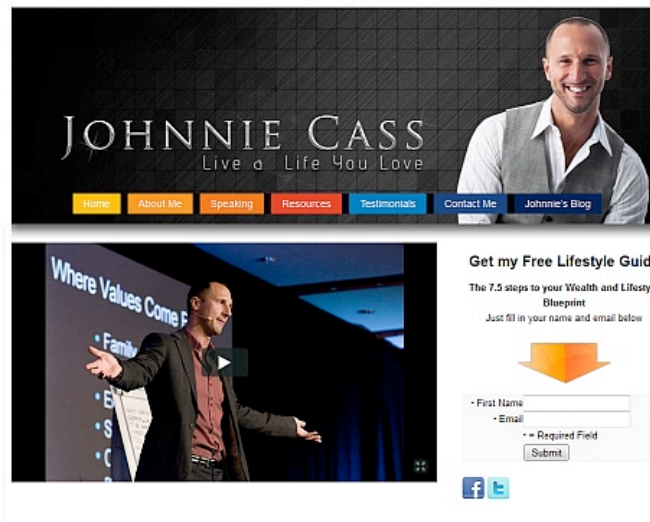 JOHNNIE CASS
Live a Life You Love
Home About Me Speaking Resources Testimonials Contact Me Johnnie's Blog
Where Values Come
• Family
Get my Free Lifestyle Guid
The 7.5 steps to your Wealth and Lifesty
Blueprint
Just fill in your name and email below
• First Name
• Email
• = Required Field
Submit